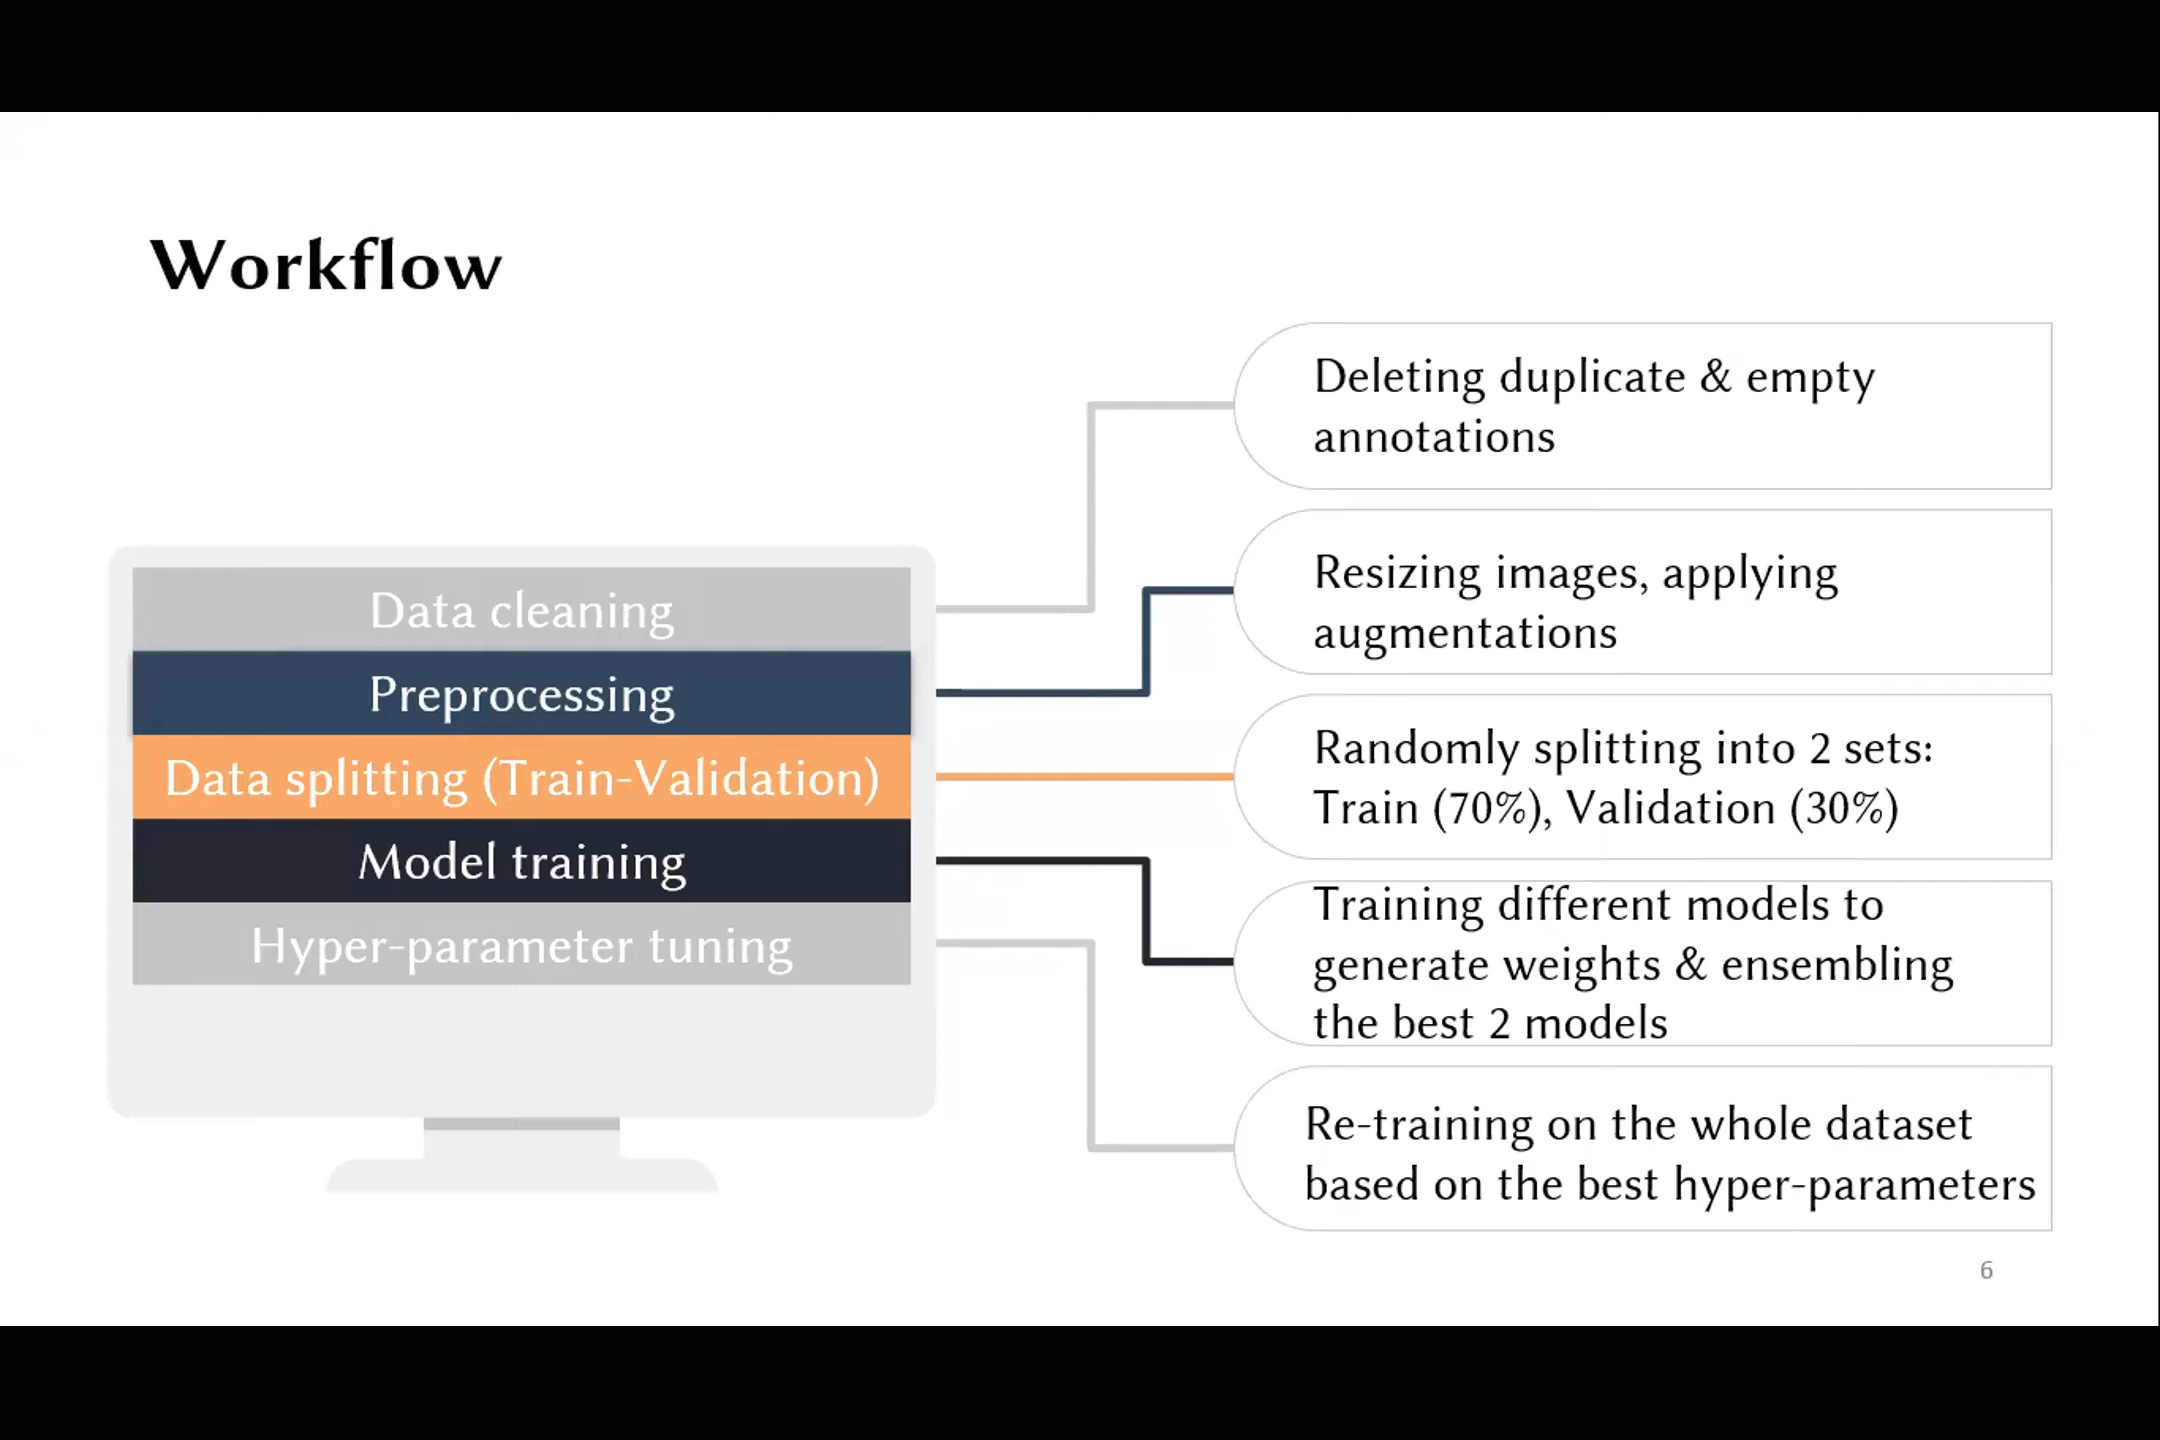 Workflow
Data cleaning
Preprocessing
Data splitting (Train-Validation)
Model training
Hyper-parameter tuning
Deleting duplicate & empty
annotations
Resizing images, applying
augmentations
Randomly splitting into 2 sets:
Train (70%), Validation (30%)
Training different models to
generate weights & ensembling
the best 2 models
Re-training on the whole dataset
based on the best hyper-parameters
6